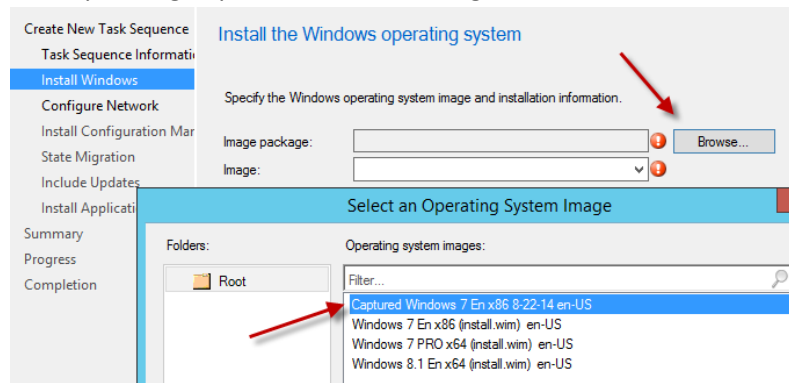 Create New Task Sequence
Install the Windows operating system
Task Sequence Informati
Install Windows
Configure Network
Install Configuration Mar
State Migration
Include Updates
Install Applicati
Summary
Progress
Completion
Specify the Windows operating system image and installation information.
Image package:
Browse...
Image:
Select an Operating System Image
Folders:
Operating system images:
Root
Filter...
Captured Windows 7 En x86 8-22-14 en-US
Windows 7 En x86 (install.wim) en-US
Windows 7 PRO x64 (install.wim) en-US
Windows 8.1 En x64 (install.wim) en-US